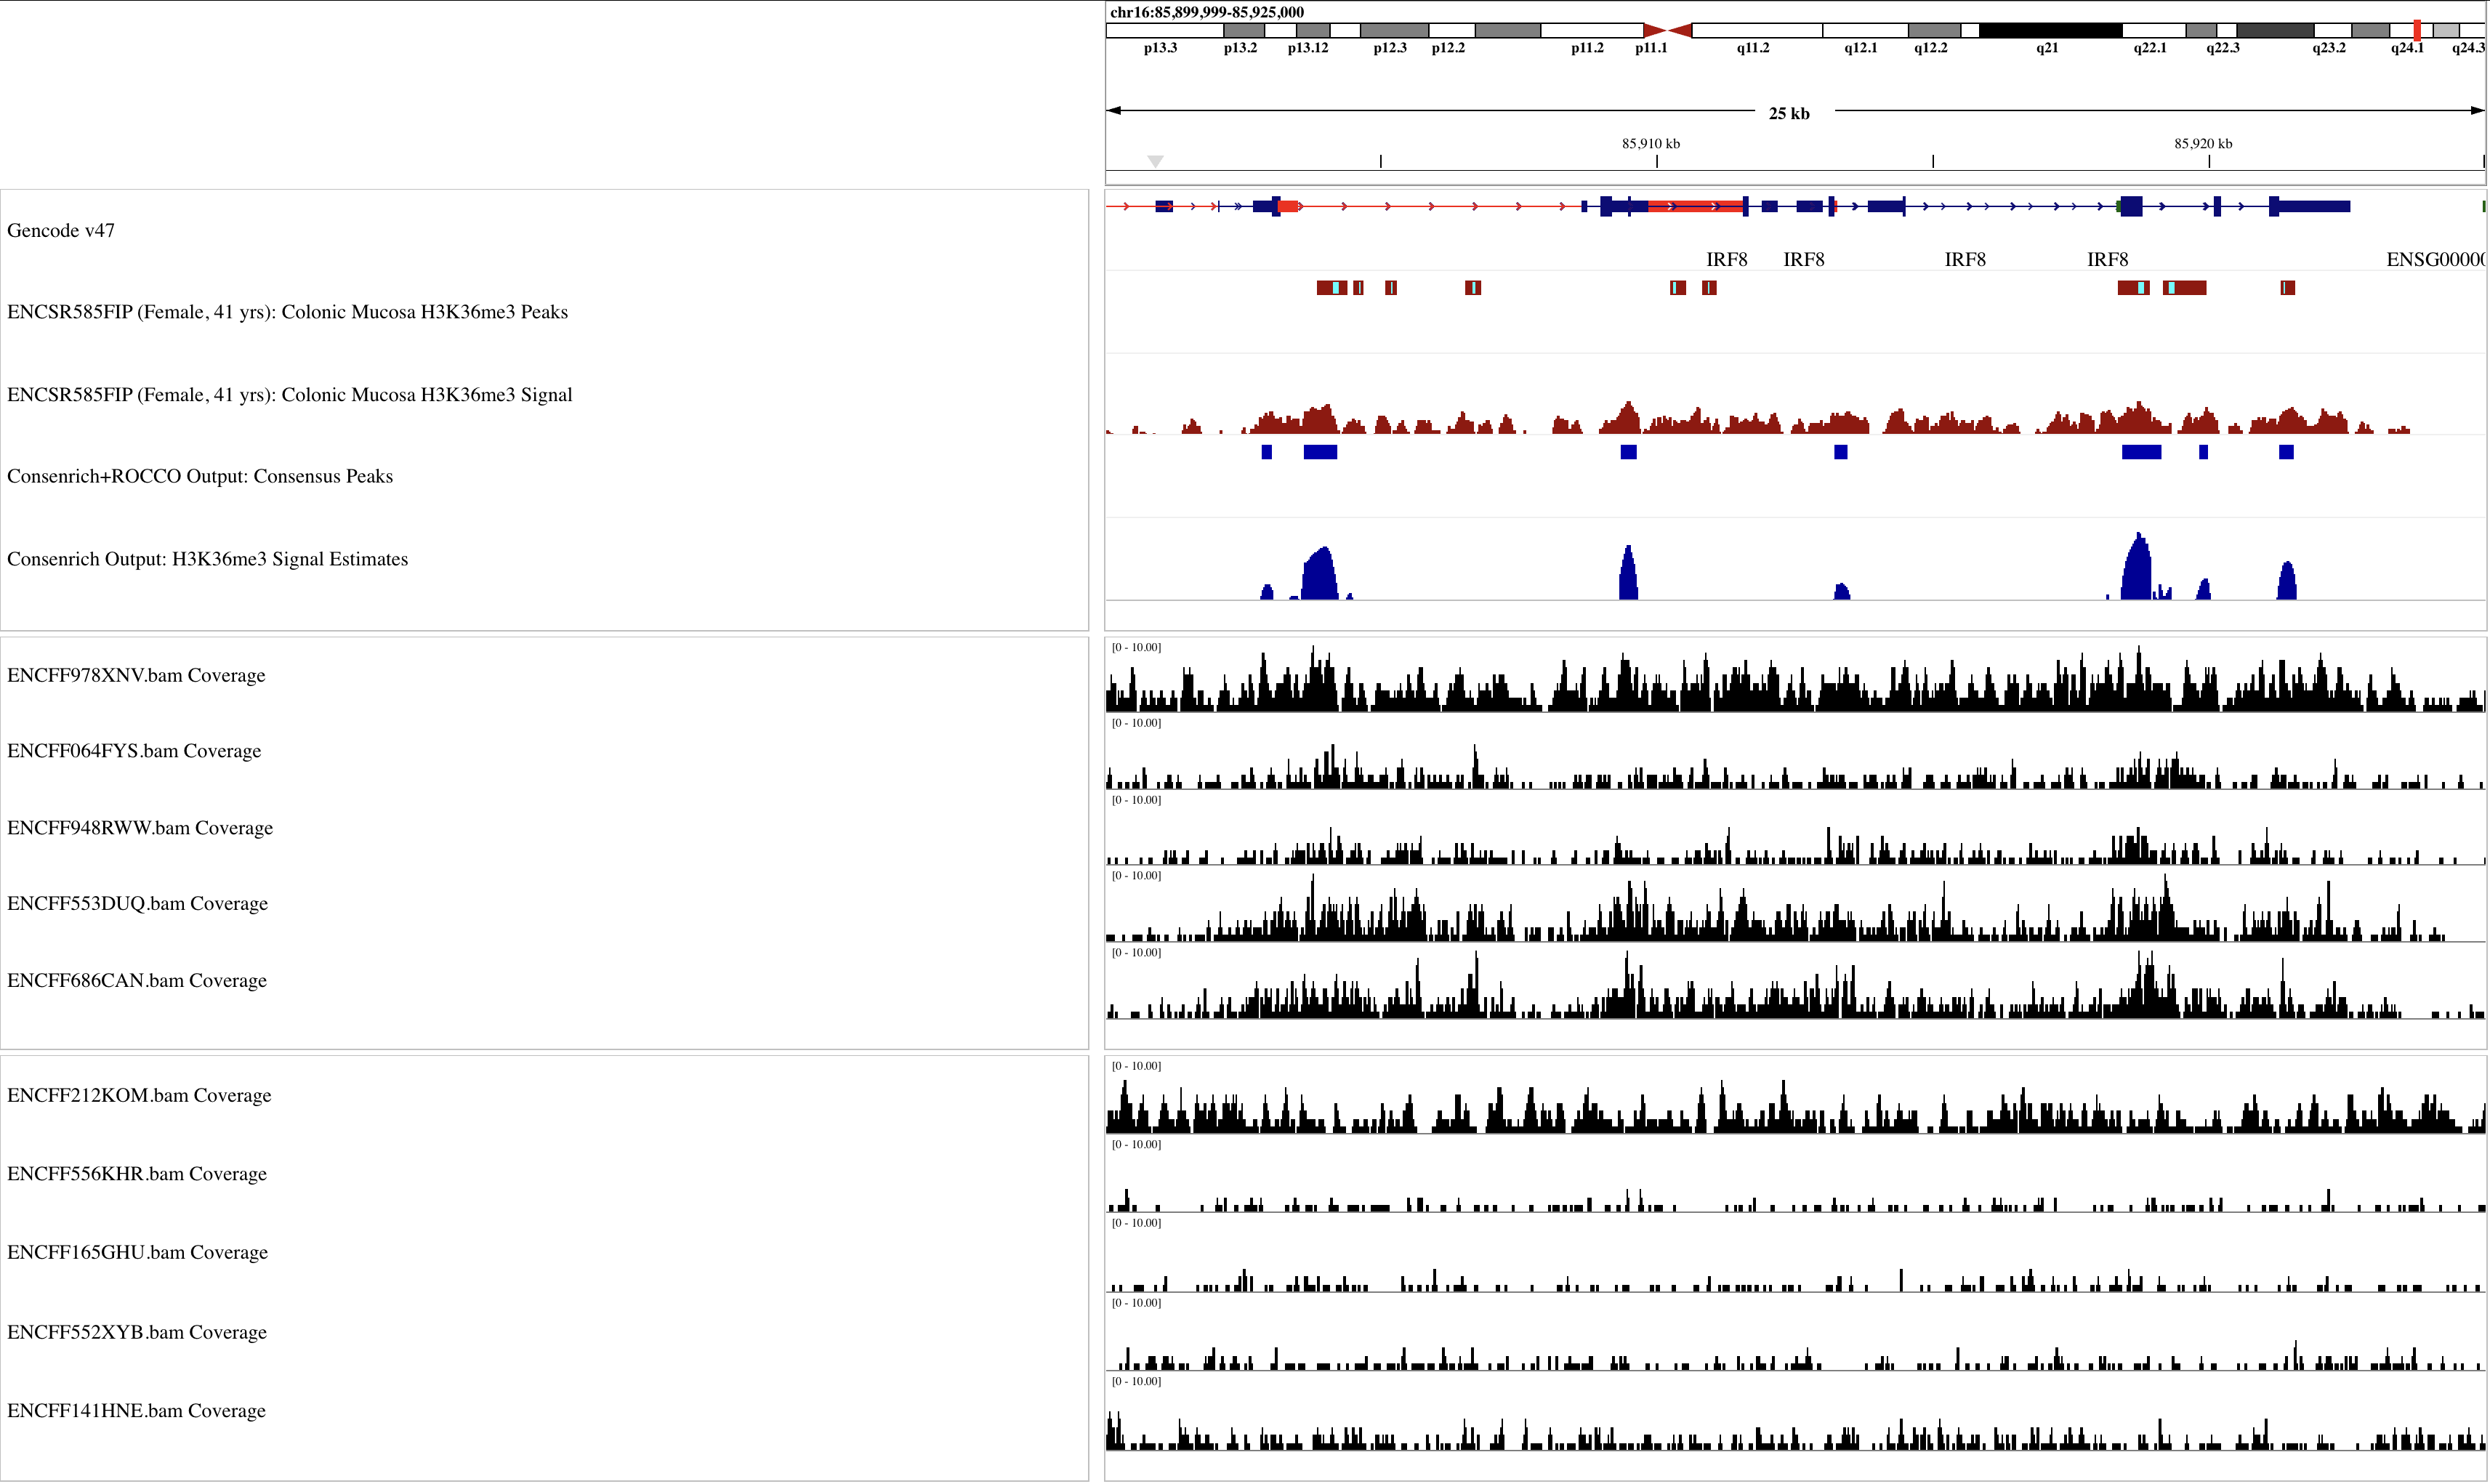 chr16:85,899,999-85,925,000
p13.3 p13.2 p13.12 p12.3 p12.2 p11.2 p11.1 q11.2 q12.1 q12.2 q21 q22.1 q22.3 q23.2 q24.1 q24.3
25 kb
85,910 kb 85,920 kb
Gencode v47
IRF8 IRF8 IRF8 IRF8 ENSG0000
ENCSR585FIP (Female, 41 yrs): Colonic Mucosa H3K36me3 Peaks
ENCSR585FIP (Female, 41 yrs): Colonic Mucosa H3K36me3 Signal
Consenrich+ROCCO Output: Consensus Peaks
Consenrich Output: H3K36me3 Signal Estimates
[0 - 10.00]
ENCFF978XNV.bam Coverage
[0 - 10.00]
ENCFF064FYS.bam Coverage
[0 - 10.00]
ENCFF948RWW.bam Coverage
[0 - 10.00]
ENCFF553DUQ.bam Coverage
[0 - 10.00]
ENCFF686CAN.bam Coverage
[0 - 10.00]
ENCFF212KOM.bam Coverage
[0 - 10.00]
ENCFF556KHR.bam Coverage
[0 - 10.00]
ENCFF165GHU.bam Coverage
[0 - 10.00]
ENCFF552XYB.bam Coverage
[0 - 10.00]
ENCFF141HNE.bam Coverage